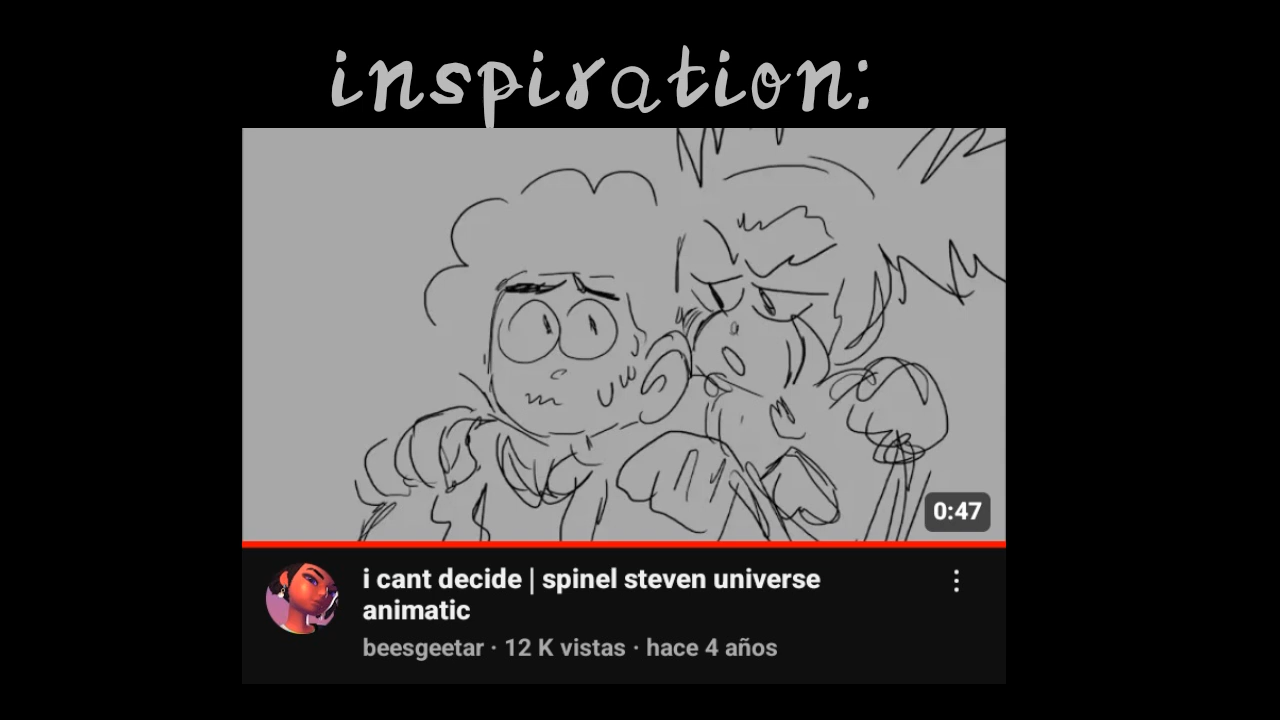 inspiration:
0:47
i cant decide | spinel steven universe
animatic
beesgeetar · 12 K vistas · hace 4 años